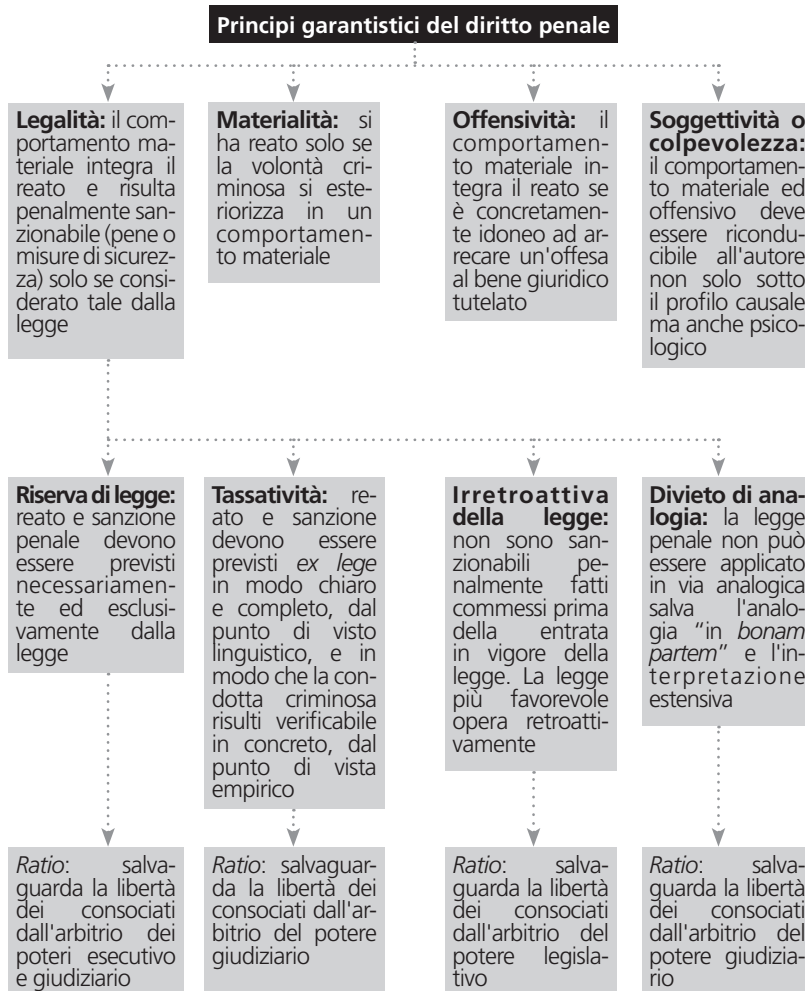 Principi garantistici del diritto penale
Legalità: il com-
portamento ma-
teriale integra il
reato e risulta
penalmente san-
zionabile (pene o
misure di sicurez-
za) solo se consi-
derato tale dalla
legge
Materialità: si
ha reato solo se
la volontà cri-
minosa si este-
riorizza in un
comportamen-
to materiale
Offensività: il
comportamen-
to materiale in-
tegra il reato se
è concretamen-
te idoneo ad ar-
recare un'offesa
al bene giuridico
tutelato
Soggettività o
colpevolezza:
il comportamen-
to materiale ed
offensivo deve
essere ricondu-
cibile all'autore
non solo sotto
il profilo causale
ma anche psico-
logico
Riserva di legge:
reato e sanzione
penale devono
essere previsti
necessariamen-
te ed esclusi-
vamente dalla
legge
Tassatività: re-
ato e sanzione
devono essere
previsti ex lege
in modo chiaro
e completo, dal
punto di visto
linguistico, e in
modo che la con-
dotta criminosa
risulti verificabile
in concreto, dal
punto di vista
empirico
Irretroattiva
della legge:
non sono san-
zionabili pe-
nalmente fatti
commessi prima
della entrata
in vigore della
legge. La legge
più favorevole
opera retroatti-
vamente
Divieto di ana-
logia: la legge
penale non può
essere applicato
in via analogica
salva l'analo-
gia "in bonam
partem" e l'in-
terpretazione
estensiva
Ratio: salva-
guarda la libertà
dei consociati
dall'arbitrio dei
poteri esecutivo
e giudiziario
Ratio: salvaguar-
da la libertà dei
consociati dall'ar-
bitrio del potere
giudiziario
Ratio: salva-
guarda la libertà
dei consociati
dall'arbitrio del
potere legisla-
tivo
Ratio: salva-
guarda la libertà
dei consociati
dall'arbitrio del
potere giudizia-
rio